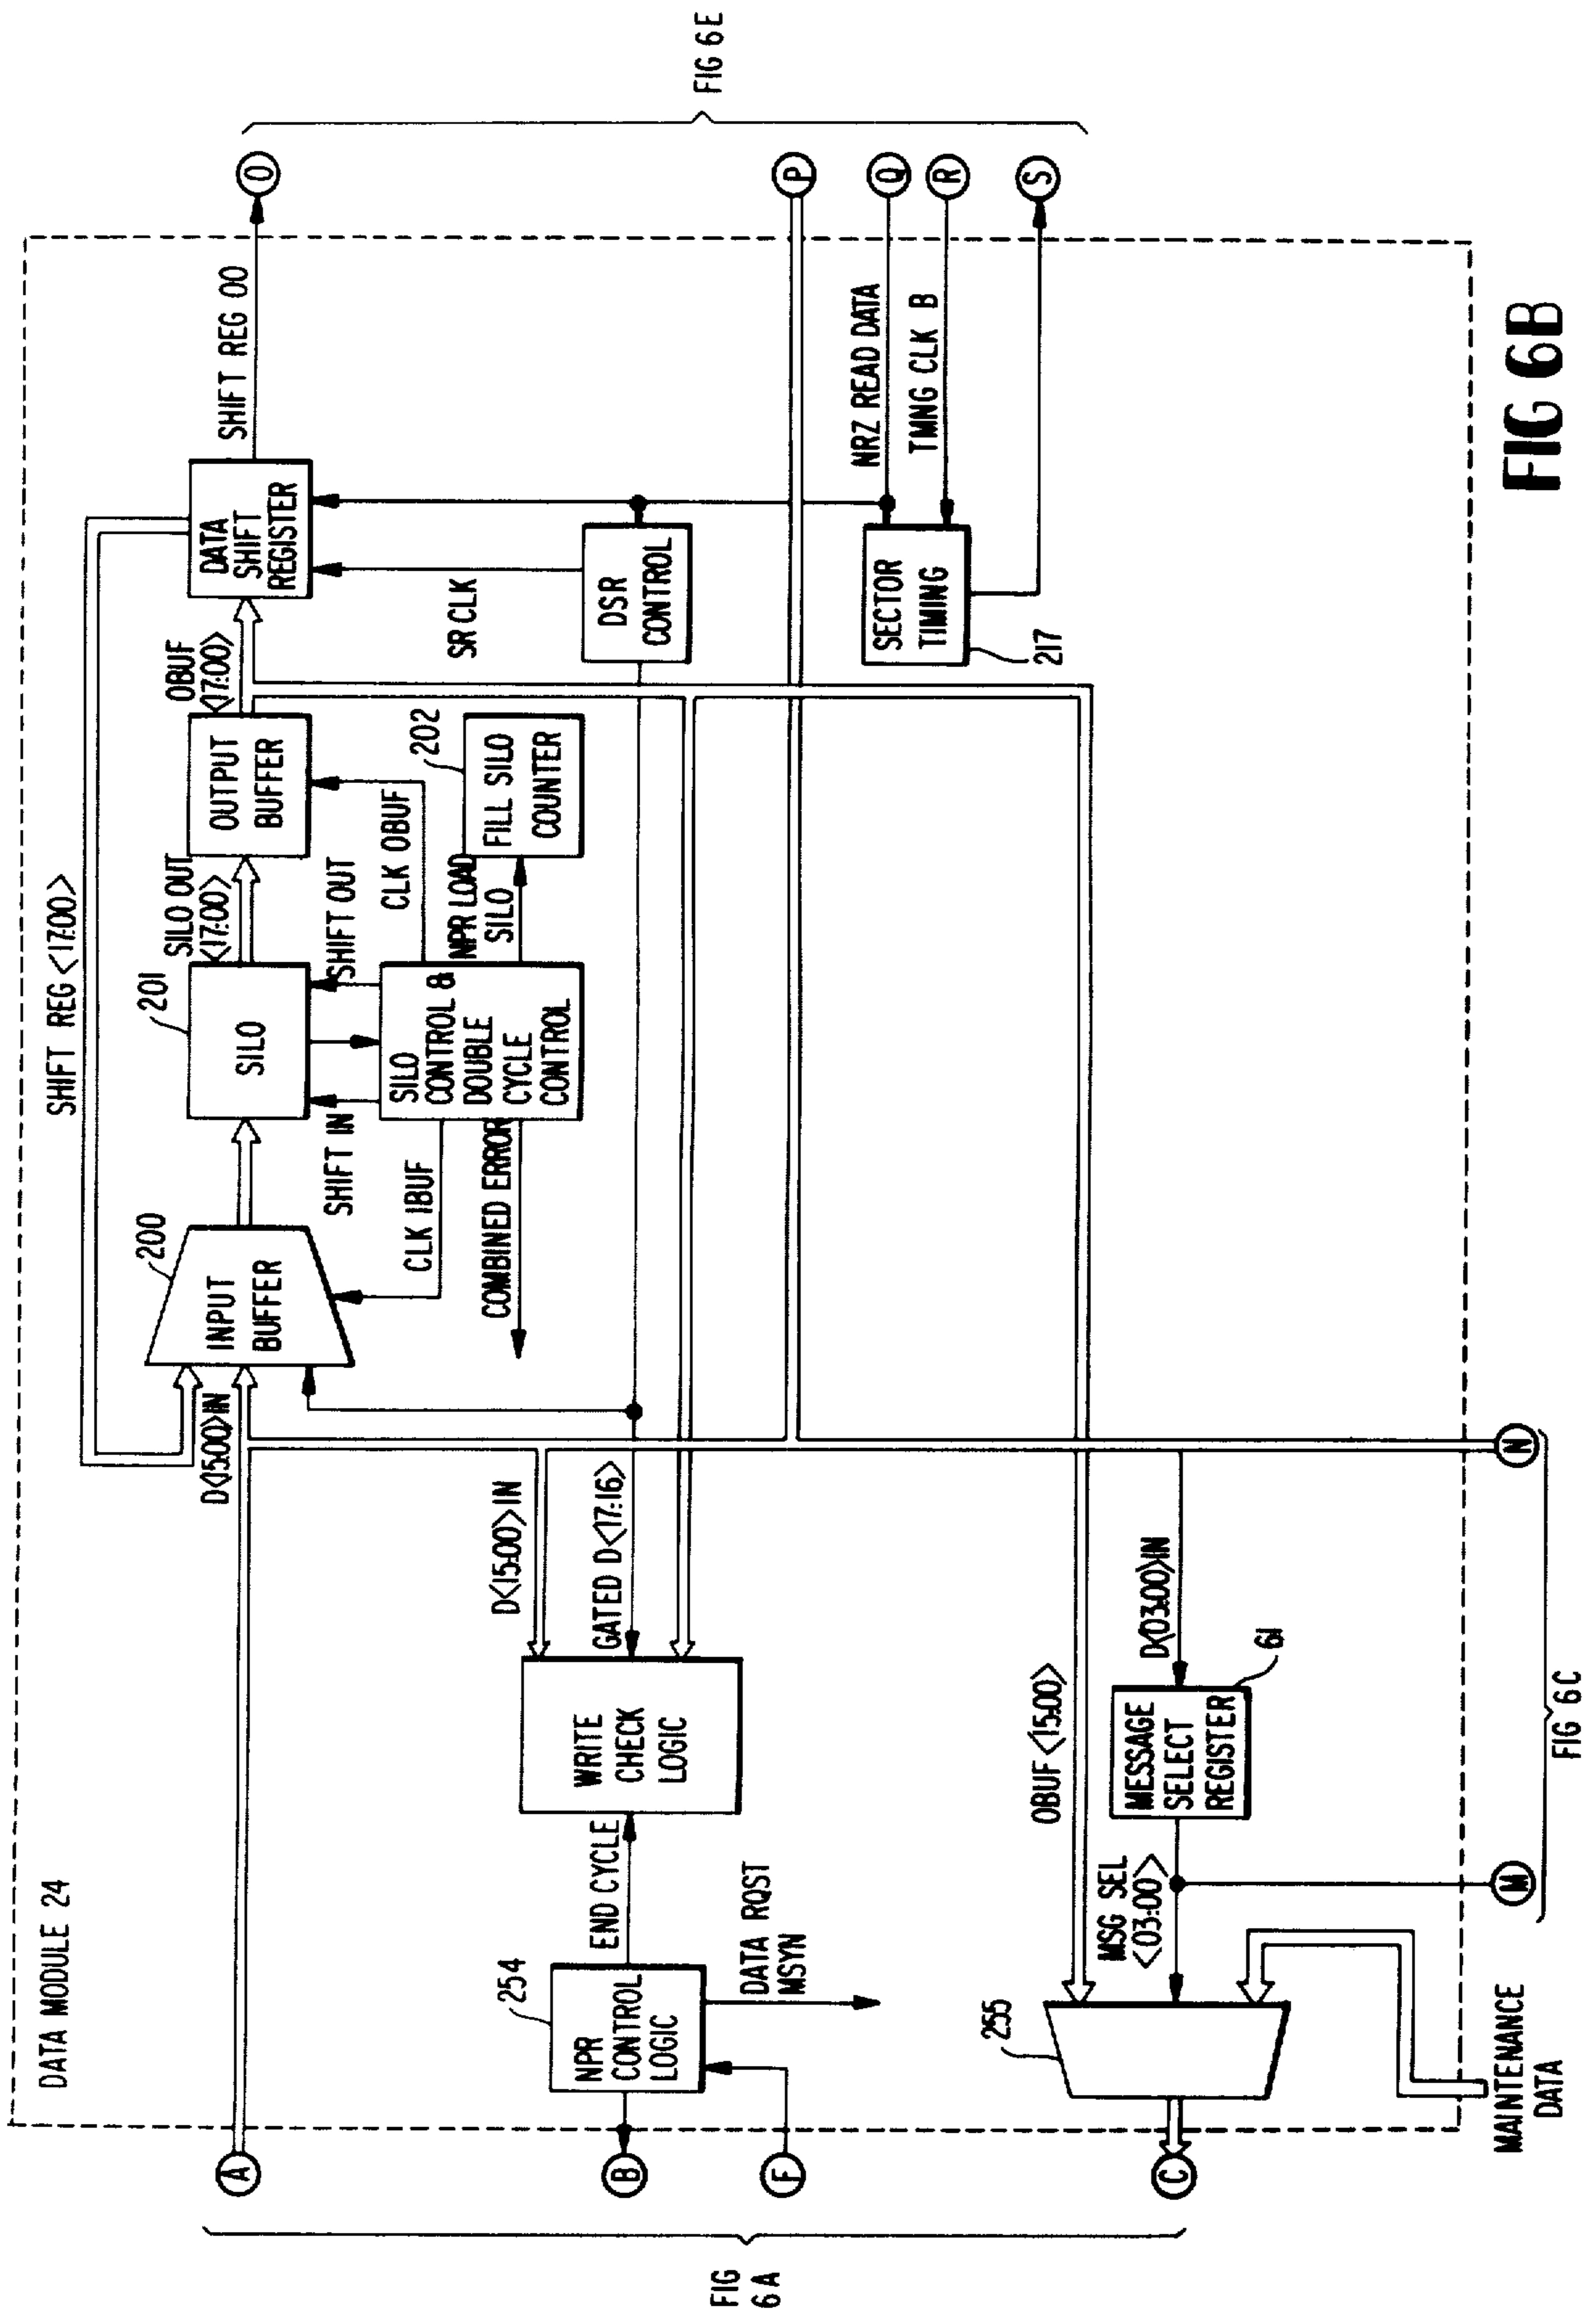 DATA MODULE 24
SHIFT REG <17:00>
D<15:00>IN
200
INPUT
BUFFER
201
SILO
SILO OUT
<17:00>
OUTPUT
BUFFER
OBUF
<17:00>
DATA
SHIFT
REGISTER
SHIFT REG 00
O
SHIFT IN
SHIFT OUT
CLK IBUF
CLK OBUF
COMBINED ERROR
SILO
CONTROL &
DOUBLE
CYCLE
CONTROL
NPR LOAD
SILO
202
FILL SILO
COUNTER
SR CLK
DSR
CONTROL
A
B
F
C
FIG
6A
254
NPR
CONTROL
LOGIC
END CYCLE
DATA RQST
MSYN
WRITE
CHECK
LOGIC
D<15:00>IN
GATED D<17:16>
P
Q
R
S
FIG 6E
NRZ READ DATA
TMNG CLK B
SECTOR
TIMING
217
255
OBUF <15:00>
MSG SEL
<03:00>
MESSAGE
SELECT
REGISTER
61
D<03:00>IN
MAINTENANCE
DATA
M
N
FIG 6C
FIG 6B